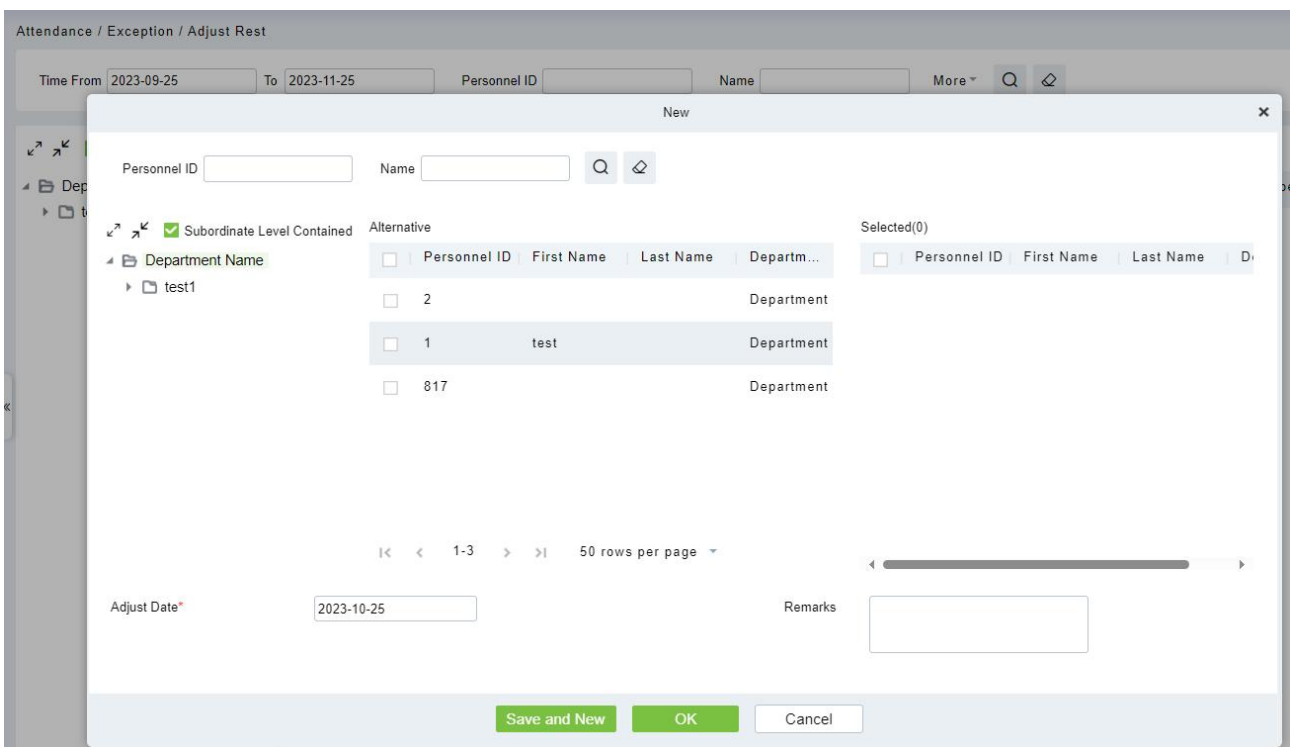 Attendance / Exception / Adjust Rest
Time From 2023-09-25 To 2023-11-25 Personnel ID Name More
New
Personnel ID Name
Dep
Subordinate Level Contained Alternative Selected(0)
Department Name Personnel ID First Name Last Name Departm... Personnel ID First Name Last Name
test1
2 Department
1 test Department
817 Department
1-3 50 rows per page
Adjust Date* 2023-10-25 Remarks
Save and New OK Cancel